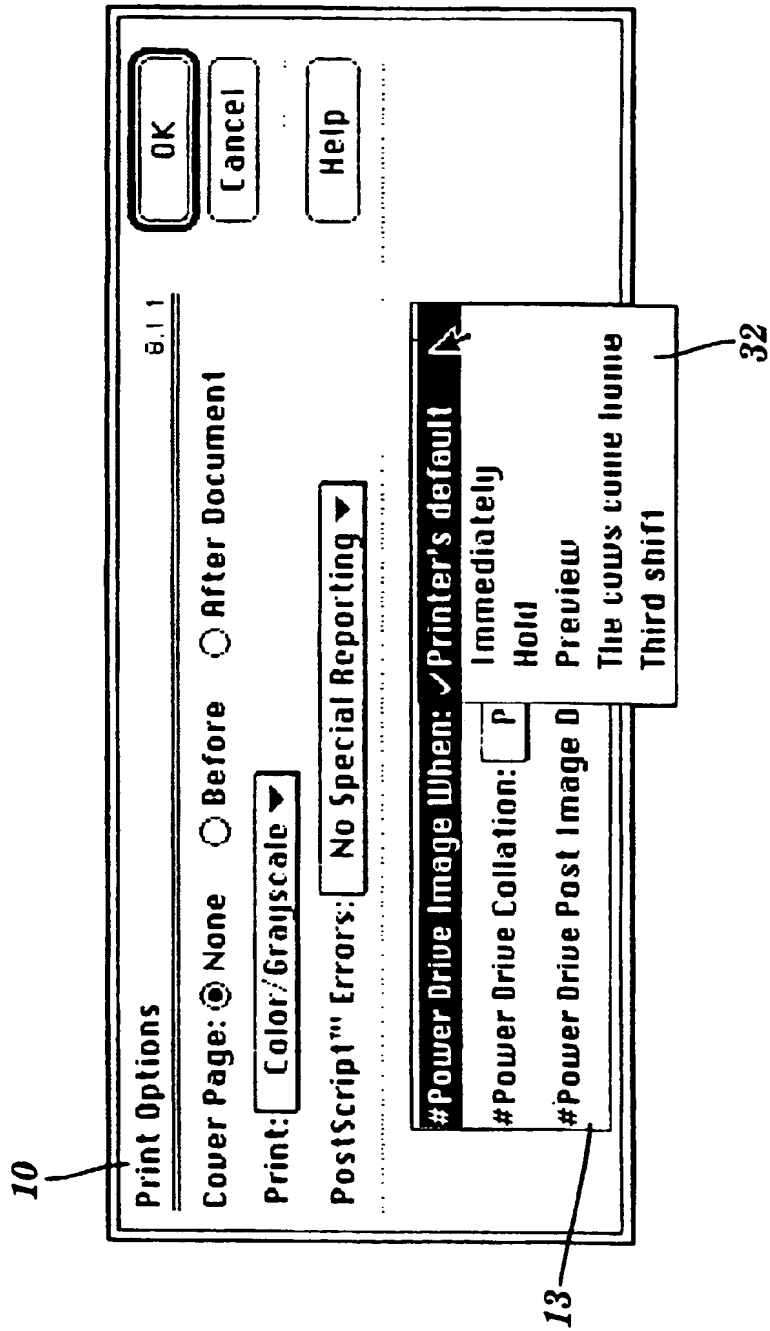 10
Print Options 8.1.1
OK
Cover Page: None Before After Document
Cancel
Print: Color/Grayscale
Help
PostScript™ Errors: No Special Reporting
#Power Drive Image When: ✓Printer's default
Immediately
#Power Drive Collation: P
Hold
#Power Drive Post Image D
Preview
The cows come home
Third shift
13
32